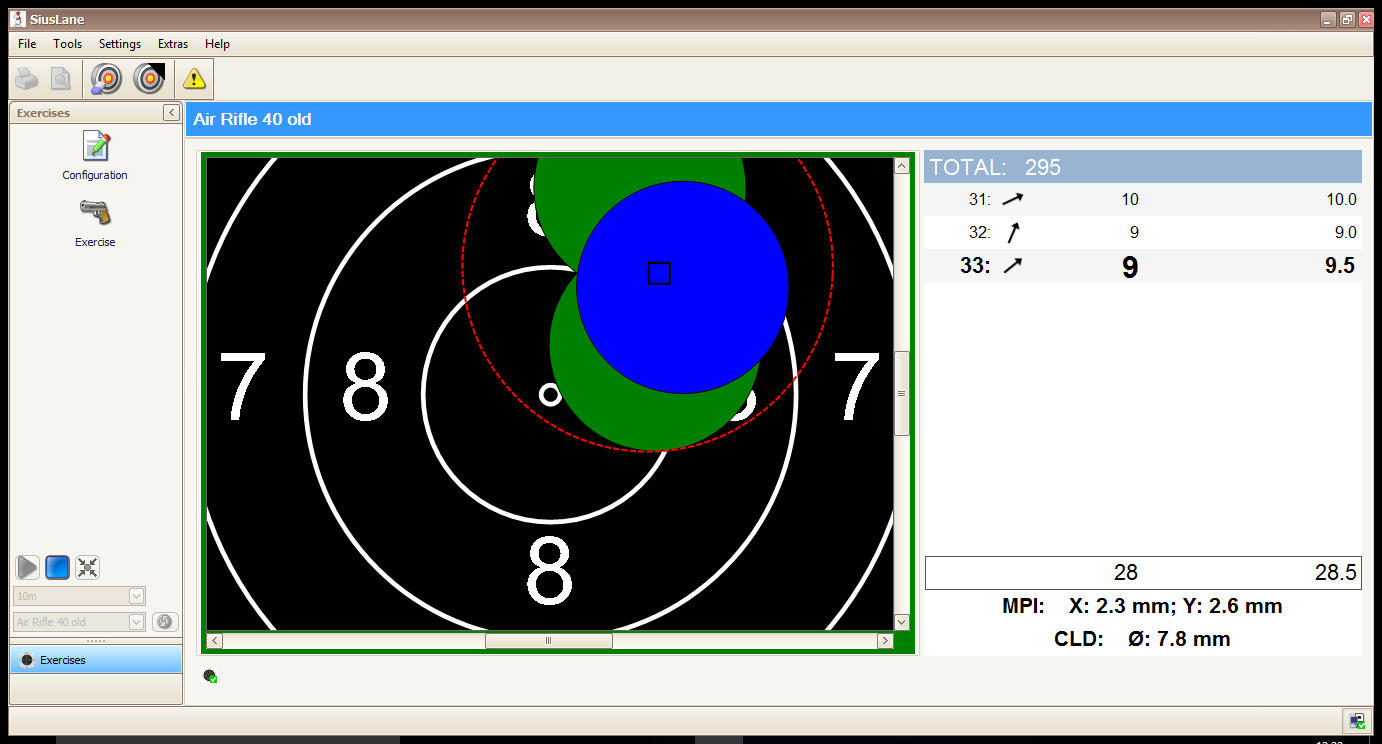 SiusLane
File Tools Settings Extras Help
Exercises
Air Rifle 40 old
Configuration
Exercise
10m
Air Rifle 40 old
Exercises
7 8 7
8
TOTAL: 295
31: 10 10.0
32: 9 9.0
33: 9 9.5
28 28.5
MPI: X: 2.3 mm; Y: 2.6 mm
CLD: Ø: 7.8 mm